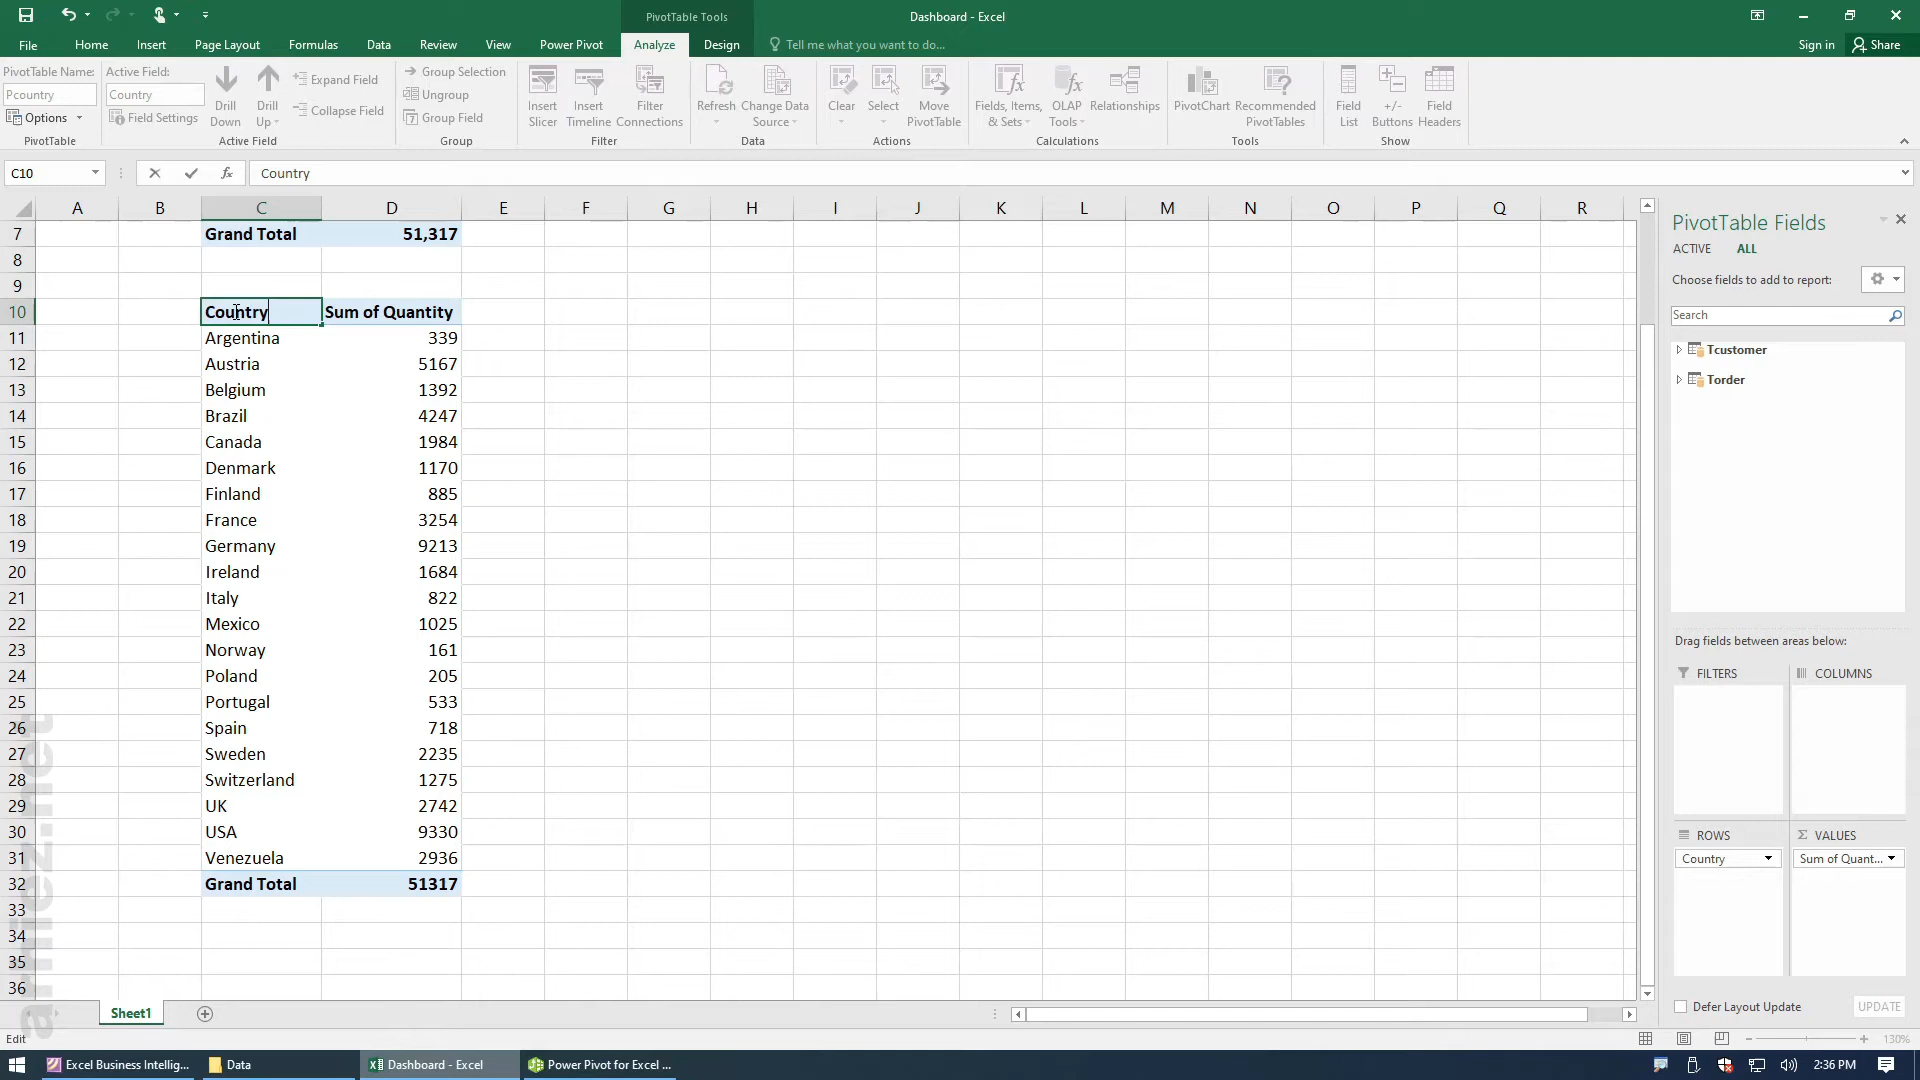 PivotTable Tools
Dashboard - Excel
File Home Insert Page Layout Formulas Data Review View Power Pivot Analyze Design Tell me what you want to do... Sign in Share
PivotTable Name:
Pcountry
Options
PivotTable
Active Field:
Country
Field Settings
Drill Down
Drill Up
Expand Field
Collapse Field
Active Field
Group Selection
Ungroup
Group Field
Group
Insert Slicer
Insert Timeline
Filter Connections
Filter
Refresh
Change Data Source
Data
Clear
Select
Move PivotTable
Actions
Fields, Items, & Sets
OLAP Tools
Relationships
Calculations
PivotChart
Recommended PivotTables
Tools
Field List
+/- Buttons
Field Headers
Show
C10 fx Country
A B C D E F G H I J K L M N O P Q R
7 Grand Total 51,317
8
9
10 Country Sum of Quantity
11 Argentina 339
12 Austria 5167
13 Belgium 1392
14 Brazil 4247
15 Canada 1984
16 Denmark 1170
17 Finland 885
18 France 3254
19 Germany 9213
20 Ireland 1684
21 Italy 822
22 Mexico 1025
23 Norway 161
24 Poland 205
25 Portugal 533
26 Spain 718
27 Sweden 2235
28 Switzerland 1275
29 UK 2742
30 USA 9330
31 Venezuela 2936
32 Grand Total 51317
33
34
35
36
PivotTable Fields
ACTIVE ALL
Choose fields to add to report:
Search
Tcustomer
Torder
Drag fields between areas below:
FILTERS COLUMNS
ROWS Σ VALUES
Country Sum of Quant...
Defer Layout Update UPDATE
arriez.net
Sheet1
Edit
130%
Excel Business Intellig... Data Dashboard - Excel Power Pivot for Excel ... 2:36 PM